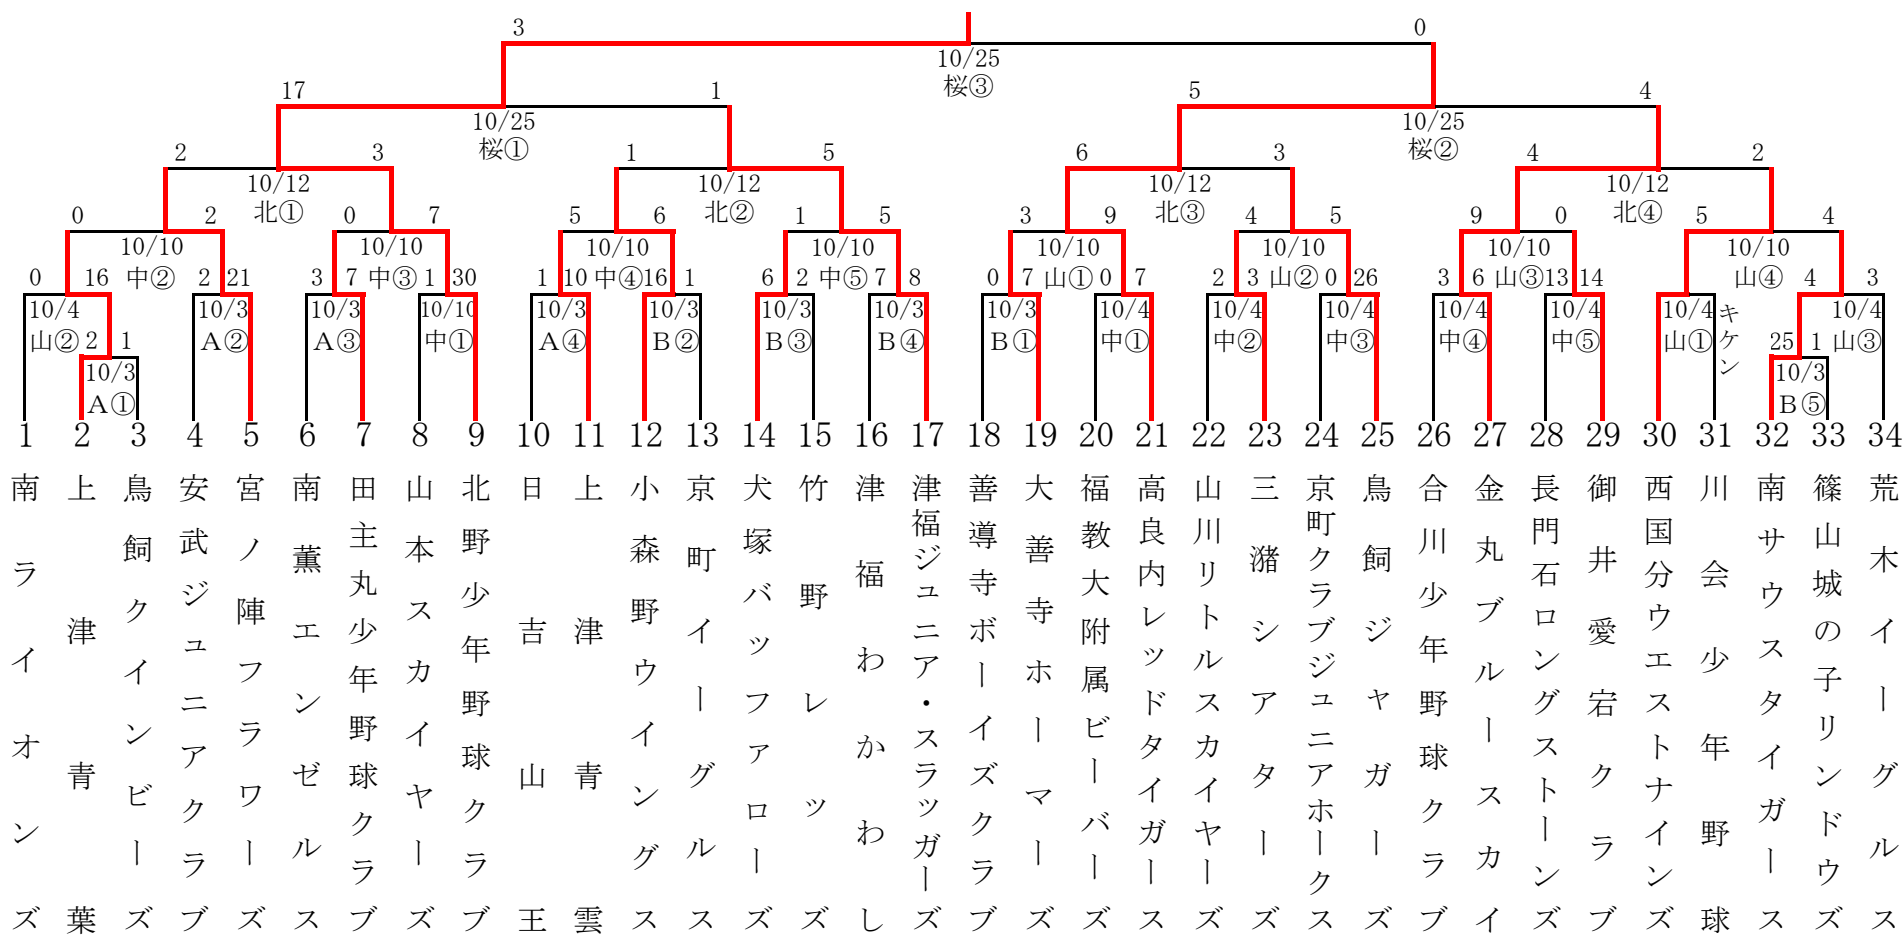 3 0
10/25
桜③
17 1 5 4
10/25 10/25
桜① 桜②
2 3 1 5 6 3 4 2
10/12 10/12 10/12 10/12
北① 北② 北③ 北④
0 2 0 7 5 6 1 5 3 9 4 5 9 0 5 4
10/10 10/10 10/10 10/10 10/10 10/10 10/10 10/10
中② 中③ 中④ 中⑤ 山① 山② 山③ 山④
0 16 2 21 3 7 1 30 1 10 16 1 6 2 7 8 0 7 0 7 2 3 0 26 3 6 13 14 4 3
10/4 10/3 10/3 10/10 10/3 10/3 10/3 10/3 10/3 10/4 10/4 10/4 10/4 10/4 10/4 キケン 10/4
山② A② A③ 中① A④ B② B③ B④ B① 中① 中② 中③ 中④ 中⑤ 山① 山③
2 1 25 1
10/3 10/3
A① B⑤
1 2 3 4 5 6 7 8 9 10 11 12 13 14 15 16 17 18 19 20 21 22 23 24 25 26 27 28 29 30 31 32 33 34
南ライオンズ
上津青葉
鳥飼クインビーズ
安武ジュニアクラブ
宮ノ陣フラワーズ
南薫エンゼルス
田主丸少年野球クラブ
山本スカイヤーズ
北野少年野球クラブ
日吉山王
上津青雲
小森野ウイングス
京町イーグルス
犬塚バッファローズ
竹野レッズ
津福わかわし
津福ジュニア・スラッガーズ
善導寺ボーイズクラブ
大善寺ホーマーズ
福教大附属ビーバーズ
高良内レッドタイガース
山川リトルスカイヤーズ
三潴シアターズ
京町クラブジュニアホークス
鳥飼ジャガーズ
合川少年野球クラブ
金丸ブルースカイ
長門石ロングストーンズ
御井愛宕クラブ
西国分ウエストナインズ
川会少年野球
南サウスタイガース
篠山城の子リンドウズ
荒木イーグルス